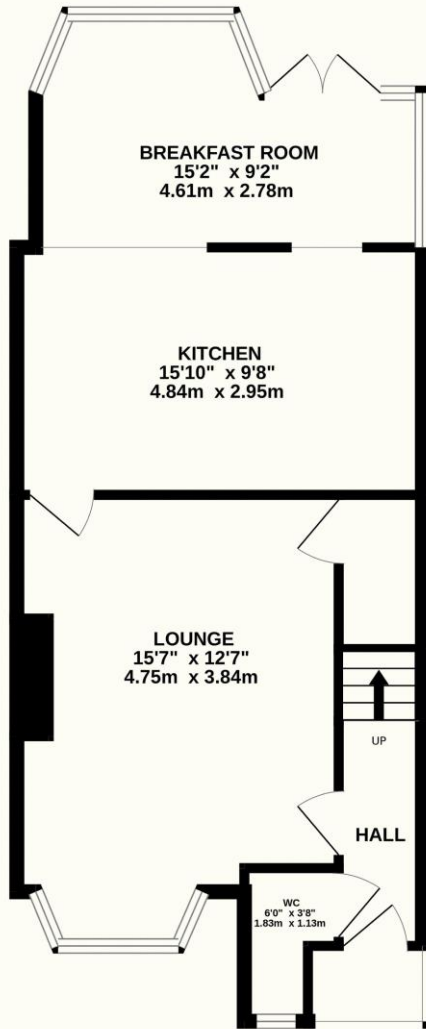 BREAKFAST ROOM
15'2" x 9'2"
4.61m x 2.78m
KITCHEN
15'10" x 9'8"
4.84m x 2.95m
LOUNGE
15'7" x 12'7"
4.75m x 3.84m
UP
HALL
WC
6'0" x 3'8"
1.83m x 1.13m